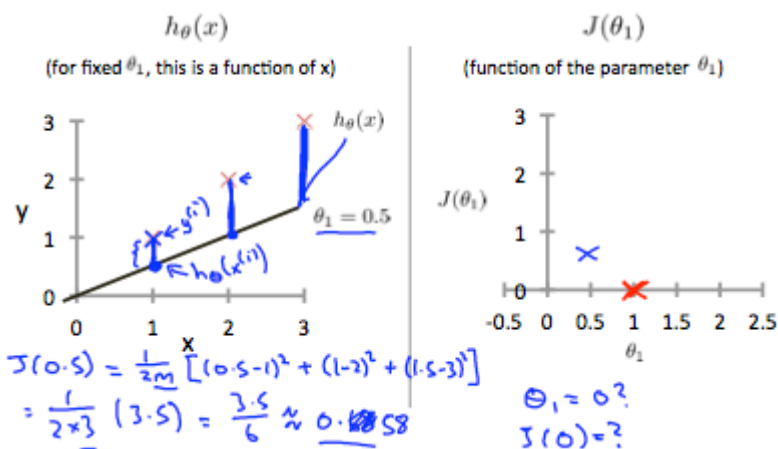 hθ(x)
(for fixed θ₁, this is a function of x)
3
2
1
0
y
0 1 2 3
x
hθ(x)
θ₁ = 0.5
y⁽ⁱ⁾
hθ(x⁽ⁱ⁾)
J(0.5) = 1/2m [(0.5-1)² + (1-2)² + (1.5-3)²]
= 1/2×3 (3.5) = 3.5/6 ≈ 0.58
J(θ₁)
(function of the parameter θ₁)
3
2
1
0
J(θ₁)
-0.5 0 0.5 1 1.5 2 2.5
θ₁
θ₁ = 0?
J(0) = ?